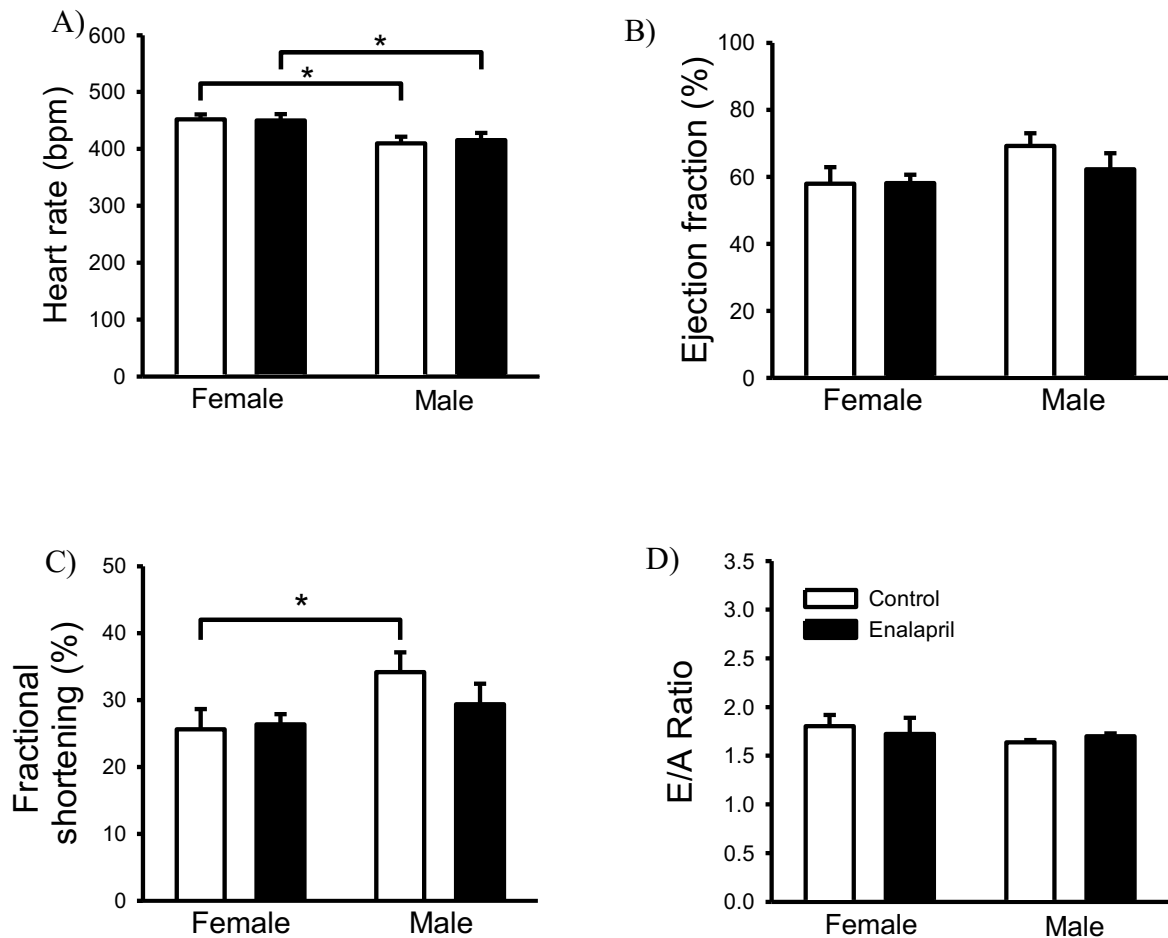 A)
600
500
400
300
200
100
0
Heart rate (bpm)
*
*
Female Male
B)
100
80
60
40
20
0
Ejection fraction (%)
Female Male
C)
50
40
30
20
10
0
Fractional
shortening (%)
*
Female Male
D)
3.5
3.0
2.5
2.0
1.5
1.0
0.5
0.0
E/A Ratio
Control
Enalapril
Female Male